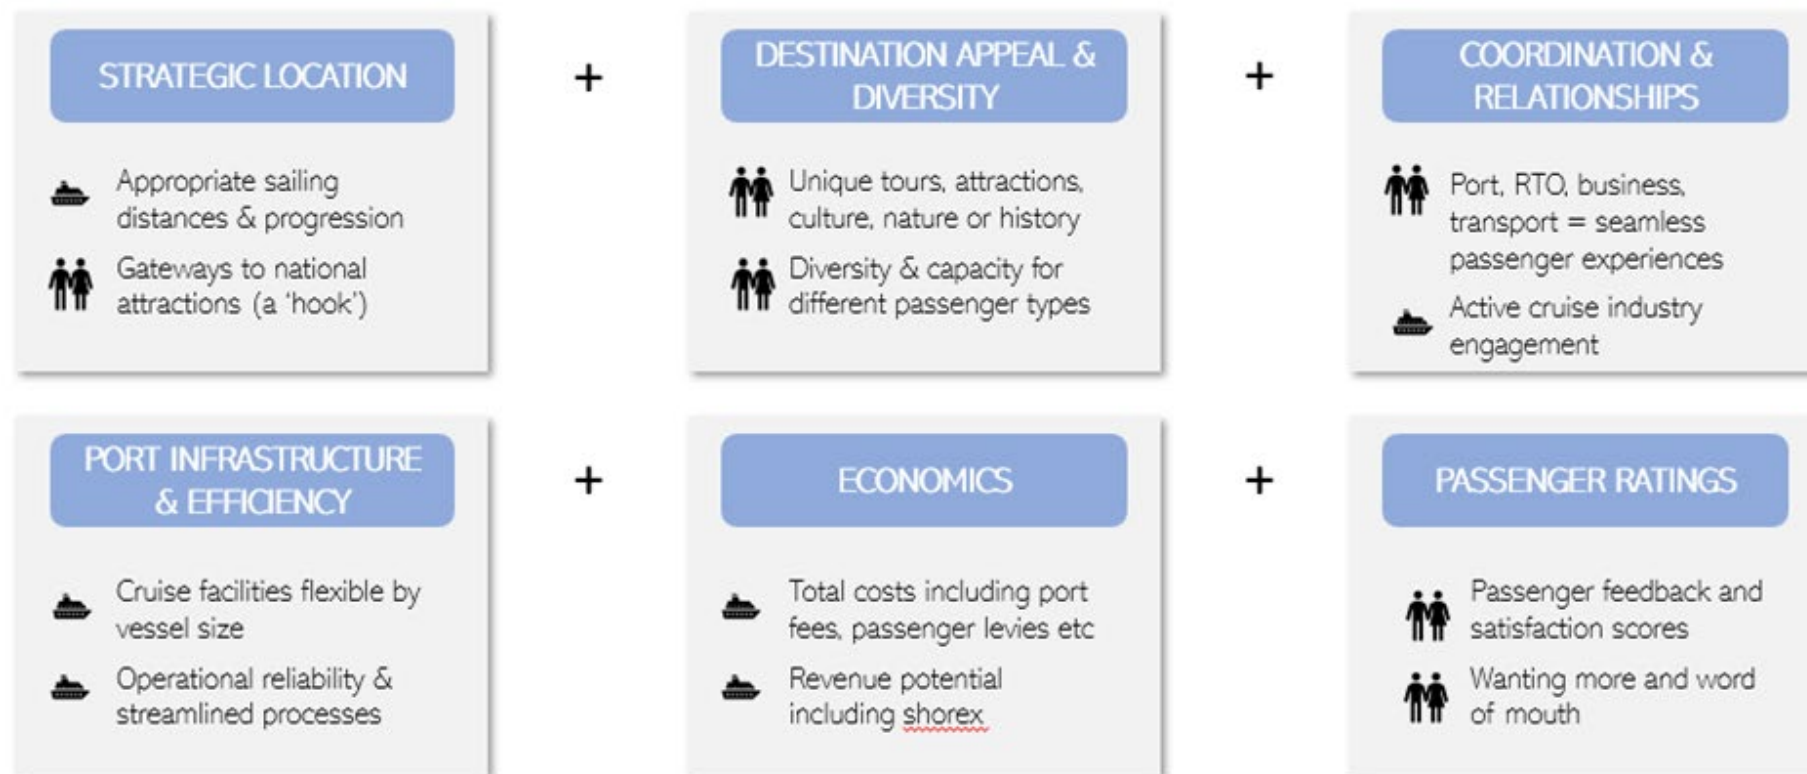 STRATEGIC LOCATION
Appropriate sailing
distances & progression
Gateways to national
attractions (a ‘hook’)
+
DESTINATION APPEAL &
DIVERSITY
Unique tours, attractions,
culture, nature or history
Diversity & capacity for
different passenger types
+
COORDINATION &
RELATIONSHIPS
Port, RTO, business,
transport = seamless
passenger experiences
Active cruise industry
engagement
PORT INFRASTRUCTURE
& EFFICIENCY
Cruise facilities flexible by
vessel size
Operational reliability &
streamlined processes
+
ECONOMICS
Total costs including port
fees, passenger levies etc
Revenue potential
including shorex
+
PASSENGER RATINGS
Passenger feedback and
satisfaction scores
Wanting more and word
of mouth